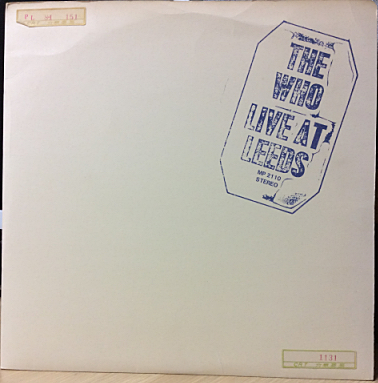 THE
WHO
LIVE AT
LEEDS
MP 2110
STEREO